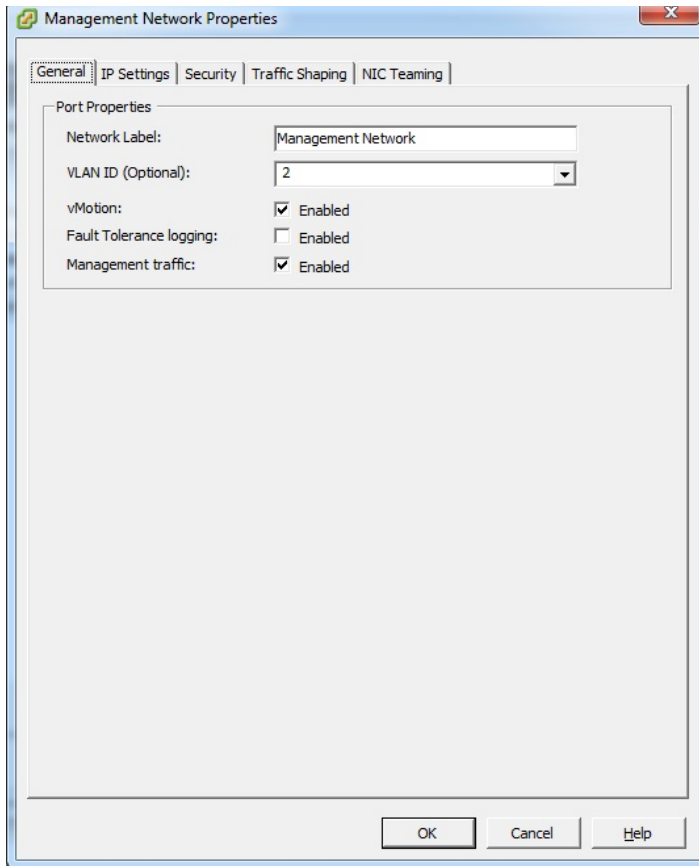 Management Network Properties
X
General IP Settings Security Traffic Shaping NIC Teaming
Port Properties
Network Label: Management Network
VLAN ID (Optional): 2
vMotion: Enabled
Fault Tolerance logging: Enabled
Management traffic: Enabled
OK Cancel Help